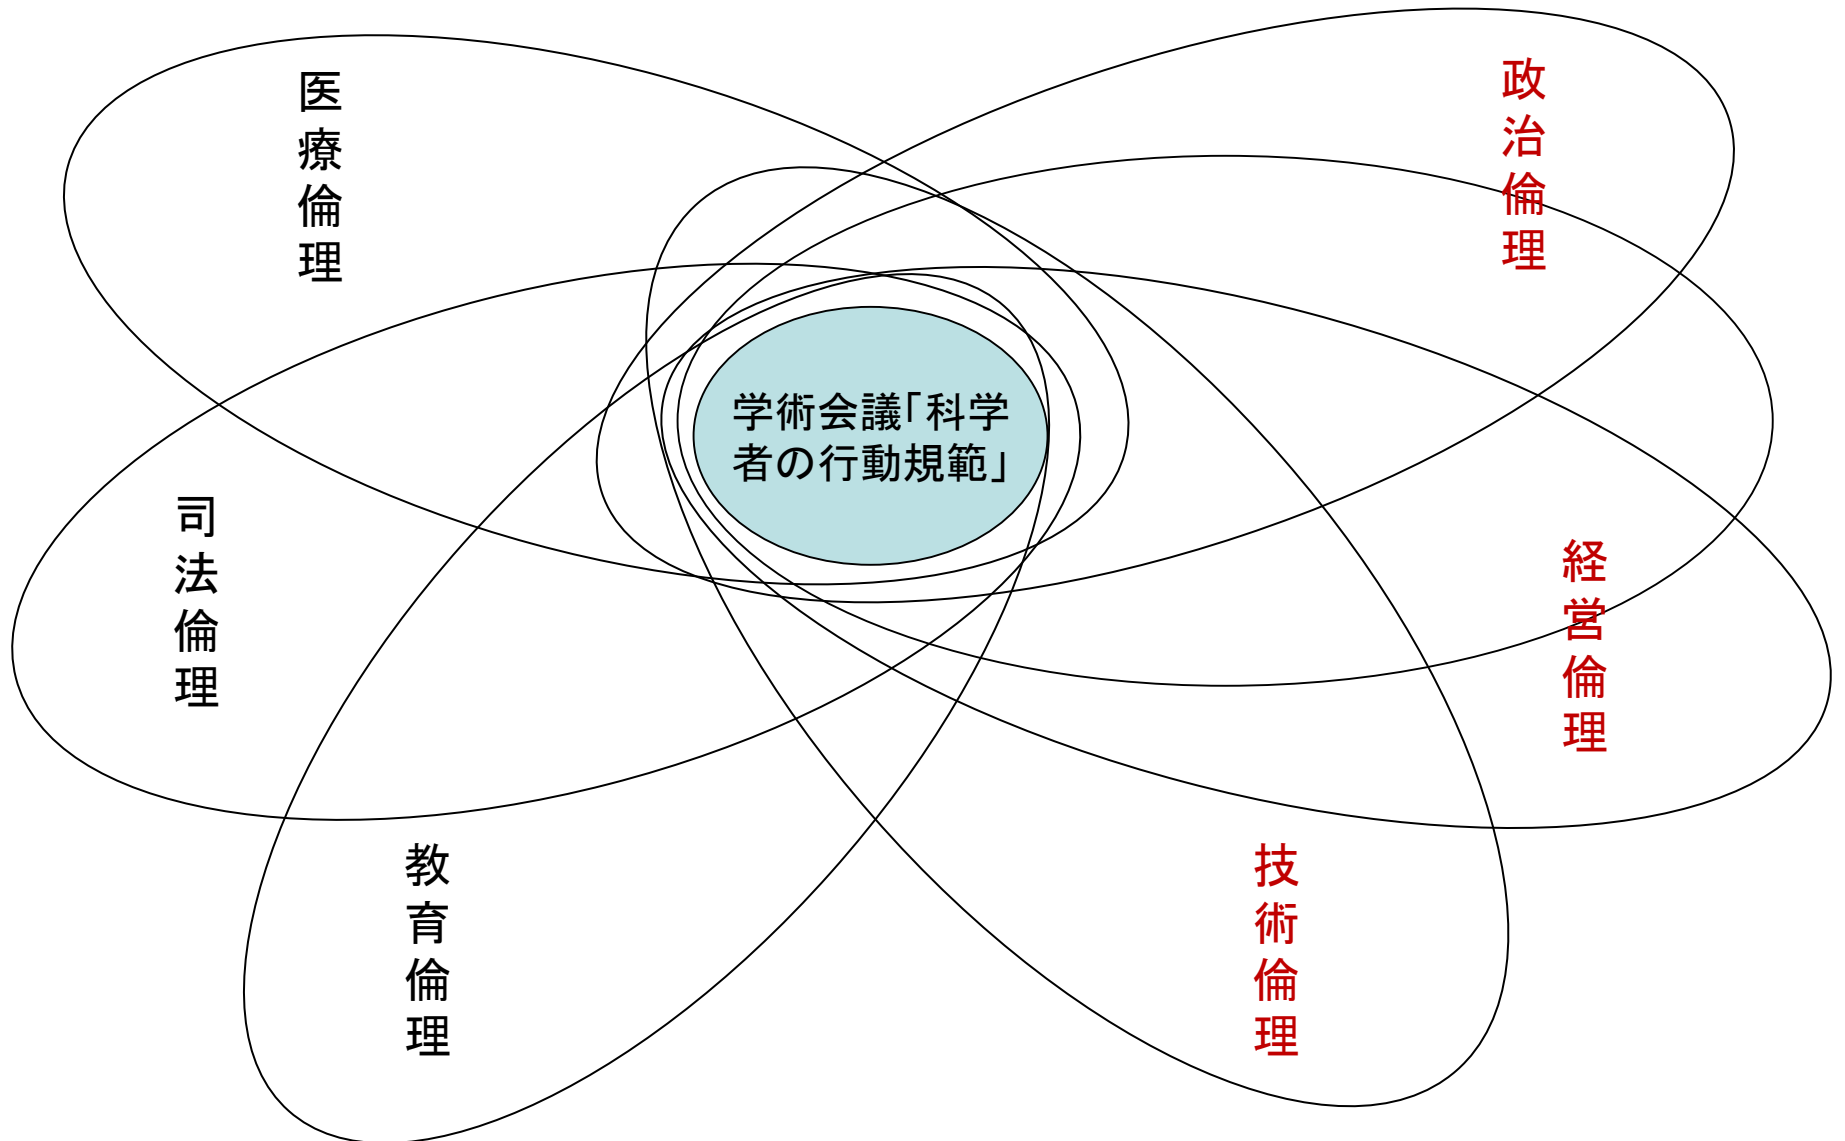 医療倫理
政治倫理
学術会議「科学
者の行動規範」
司法倫理
経営倫理
教育倫理
技術倫理